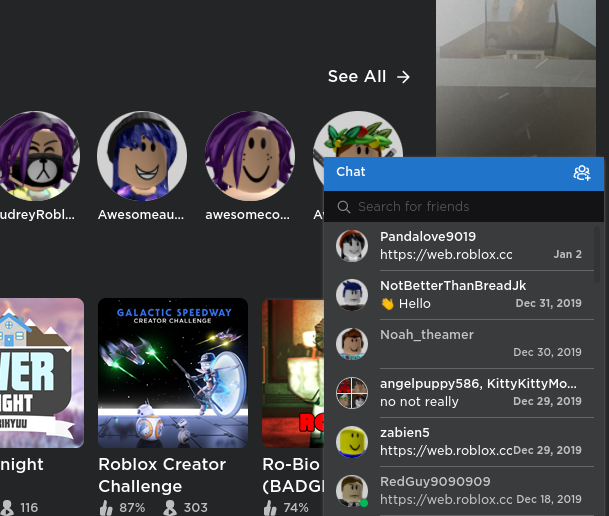 See All
udreyRobl...
Awesomeau...
awesomeco...
Chat
Search for friends
Pandalove9019
https://web.roblox.cc
Jan 2
NotBetterThanBreadJk
👋 Hello
Dec 31, 2019
Noah_theamer
Dec 30, 2019
angelpuppy586, KittyKittyMo...
no not really
Dec 29, 2019
zabien5
https://web.roblox.cc
Dec 29, 2019
RedGuy9090909
https://web.roblox.cc
Dec 18, 2019
VER
IGHT
IKYUU
GALACTIC SPEEDWAY
CREATOR CHALLENGE
night
116
Roblox Creator
Challenge
87%
303
Ro-Bio
(BADG
74%